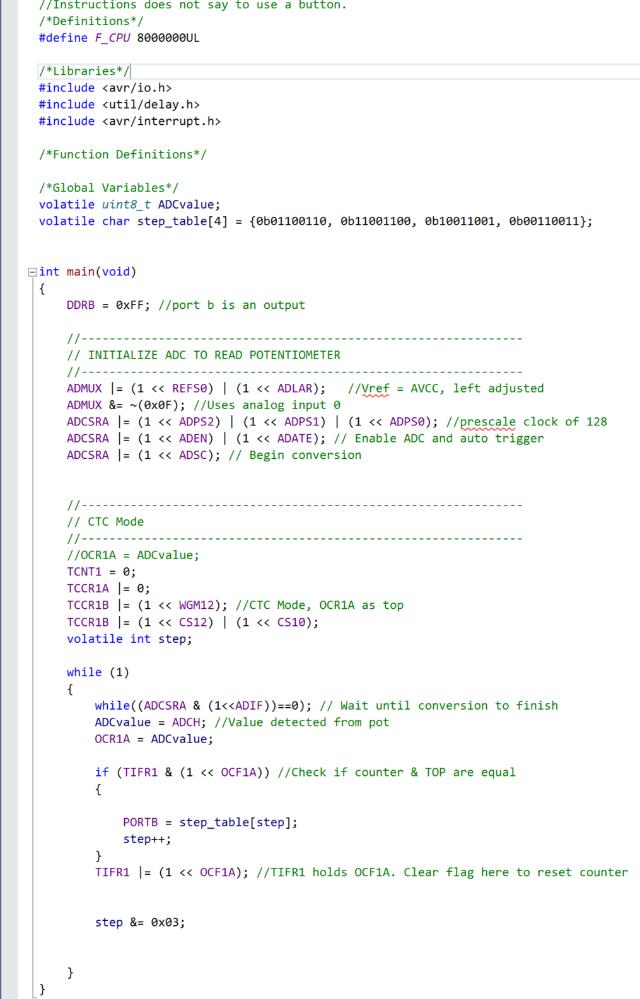 //Instructions does not say to use a button.
/*Definitions*/
#define F_CPU 8000000UL
/*Libraries*/
#include <avr/io.h>
#include <util/delay.h>
#include <avr/interrupt.h>
/*Function Definitions*/
/*Global Variables*/
volatile uint8_t ADCvalue;
volatile char step_table[4] = {0b01100110, 0b11001100, 0b10011001, 0b00110011};
int main(void)
{
DDRB = 0xFF; //port b is an output
//---------------------------------------------------------------
// INITIALIZE ADC TO READ POTENTIOMETER
//---------------------------------------------------------------
ADMUX |= (1 << REFS0) | (1 << ADLAR);   //Vref = AVCC, left adjusted
ADMUX &= ~(0x0F); //Uses analog input 0
ADCSRA |= (1 << ADPS2) | (1 << ADPS1) | (1 << ADPS0); //prescale clock of 128
ADCSRA |= (1 << ADEN) | (1 << ADATE); // Enable ADC and auto trigger
ADCSRA |= (1 << ADSC); // Begin conversion
//---------------------------------------------------------------
// CTC Mode
//---------------------------------------------------------------
//OCR1A = ADCvalue;
TCNT1 = 0;
TCCR1A |= 0;
TCCR1B |= (1 << WGM12); //CTC Mode, OCR1A as top
TCCR1B |= (1 << CS12) | (1 << CS10);
volatile int step;
while (1)
{
while((ADCSRA & (1<<ADIF))==0); // Wait until conversion to finish
ADCvalue = ADCH; //Value detected from pot
OCR1A = ADCvalue;
if (TIFR1 & (1 << OCF1A)) //Check if counter & TOP are equal
{
PORTB = step_table[step];
step++;
}
TIFR1 |= (1 << OCF1A); //TIFR1 holds OCF1A. Clear flag here to reset counter
step &= 0x03;
}
}